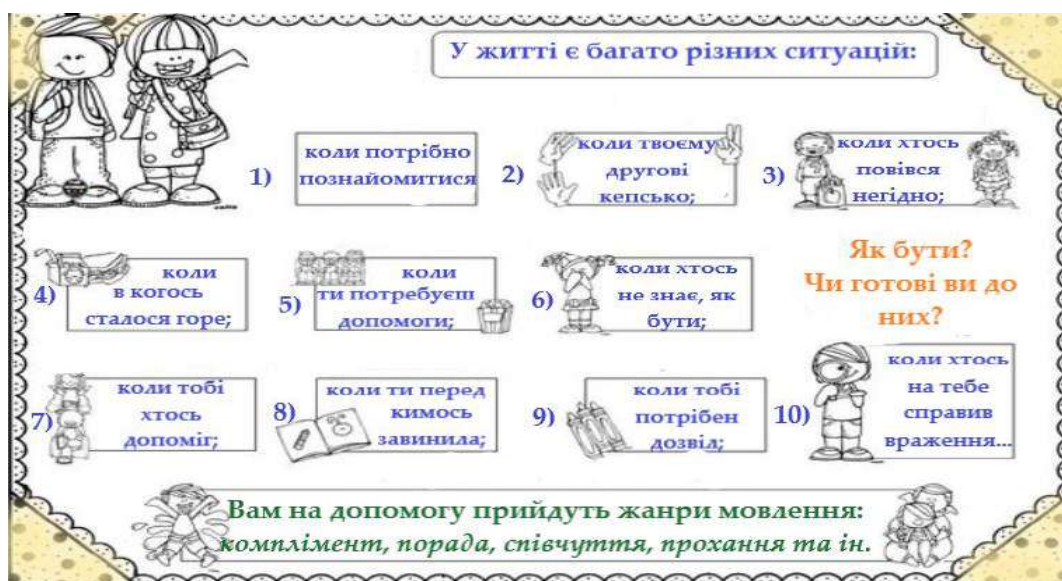 У житті є багато різних ситуацій:
1)
коли потрібно
познайомитися
2)
коли твоєму
другові
кепсько;
3)
коли хтось
повівся
негідно;
4)
коли
в когось
сталося горе;
5)
коли
ти потребуєш
допомоги;
6)
коли хтось
не знає, як
бути;
Як бути?
Чи готові ви до
них?
7)
коли тобі
хтось
допоміг;
8)
коли ти перед
кимось
завинила;
9)
коли тобі
потрібен
дозвіл;
10)
коли хтось
на тебе
справив
враження...
Вам на допомогу прийдуть жанри мовлення:
комплімент, порада, співчуття, прохання та ін.